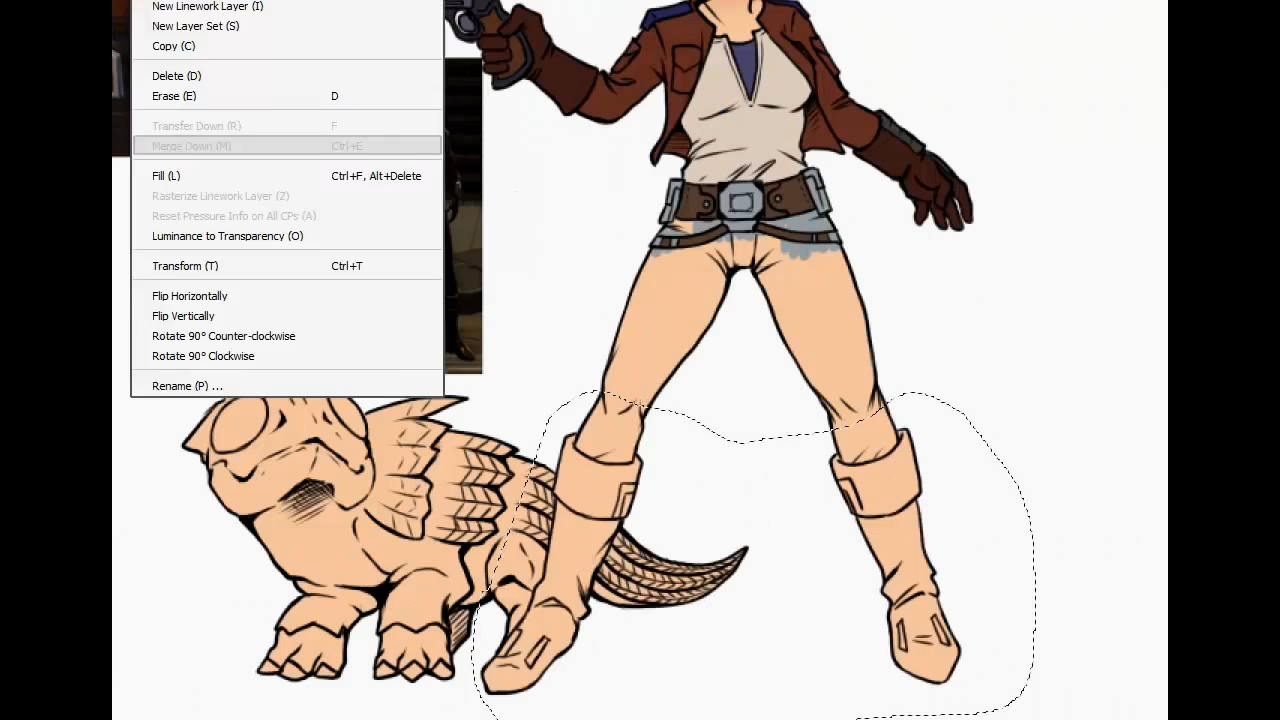 New Linework Layer (I)
New Layer Set (S)
Copy (C)
Delete (D)
Erase (E) D
Transfer Down (R) F
Merge Down (M) Ctrl+E
Fill (L) Ctrl+F, Alt+Delete
Rasterize Linework Layer (Z)
Reset Pressure Info on All CPs (A)
Luminance to Transparency (O)
Transform (T) Ctrl+T
Flip Horizontally
Flip Vertically
Rotate 90° Counter-clockwise
Rotate 90° Clockwise
Rename (P) ...